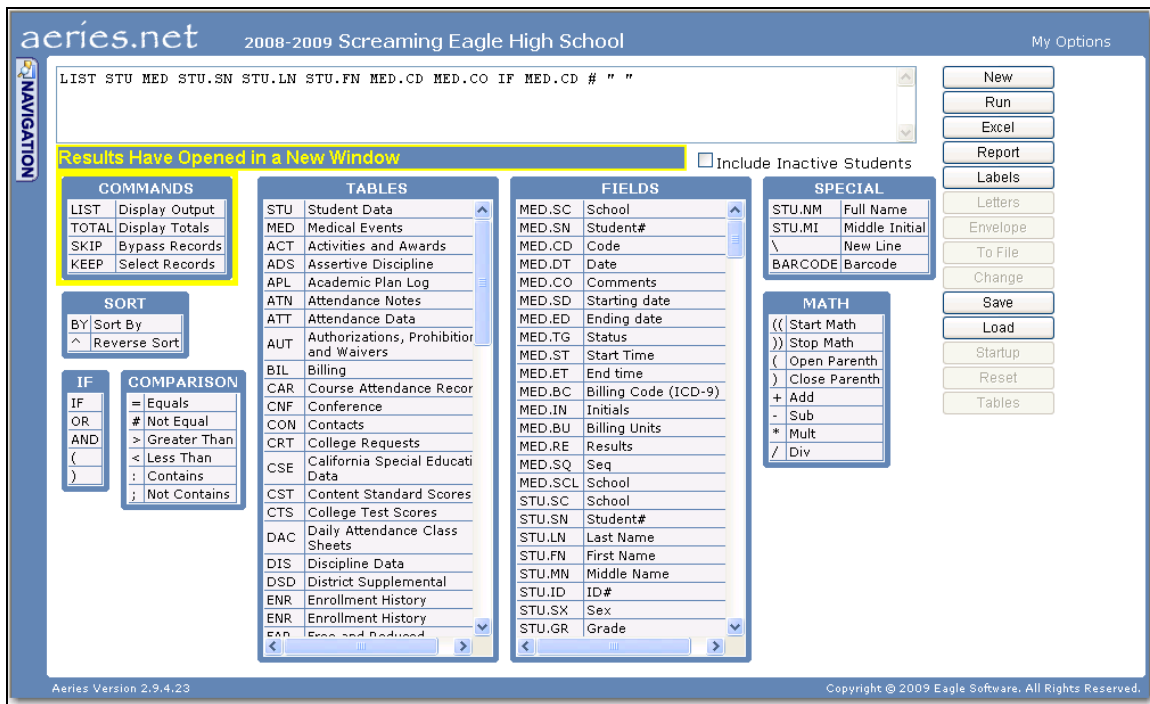 aeries.net 2008-2009 Screaming Eagle High School My Options
NAVIGATION
LIST STU MED STU.SN STU.LN STU.FN MED.CD MED.CO IF MED.CD # " "
Results Have Opened in a New Window
Include Inactive Students
COMMANDS
LIST Display Output
TOTAL Display Totals
SKIP Bypass Records
KEEP Select Records
SORT
BY Sort By
^ Reverse Sort
IF
IF
OR
AND
(
)
COMPARISON
= Equals
# Not Equal
> Greater Than
< Less Than
: Contains
; Not Contains
TABLES
STU Student Data
MED Medical Events
ACT Activities and Awards
ADS Assertive Discipline
APL Academic Plan Log
ATN Attendance Notes
ATT Attendance Data
AUT Authorizations, Prohibition
and Waivers
BIL Billing
CAR Course Attendance Recor
CNF Conference
CON Contacts
CRT College Requests
CSE California Special Educati
Data
CST Content Standard Scores
CTS College Test Scores
DAC Daily Attendance Class
Sheets
DIS Discipline Data
DSD District Supplemental
ENR Enrollment History
ENR Enrollment History
FAR Free and Reduced
FIELDS
MED.SC School
MED.SN Student#
MED.CD Code
MED.DT Date
MED.CO Comments
MED.SD Starting date
MED.ED Ending date
MED.TG Status
MED.ST Start Time
MED.ET End time
MED.BC Billing Code (ICD-9)
MED.IN Initials
MED.BU Billing Units
MED.RE Results
MED.SQ Seq
MED.SCL School
STU.SC School
STU.SN Student#
STU.LN Last Name
STU.FN First Name
STU.MN Middle Name
STU.ID ID#
STU.SX Sex
STU.GR Grade
SPECIAL
STU.NM Full Name
STU.MI Middle Initial
\ New Line
BARCODE Barcode
MATH
(( Start Math
)) Stop Math
( Open Parenth
) Close Parenth
+ Add
- Sub
* Mult
/ Div
New
Run
Excel
Report
Labels
Letters
Envelope
To File
Change
Save
Load
Startup
Reset
Tables
Aeries Version 2.9.4.23
Copyright © 2009 Eagle Software. All Rights Reserved.